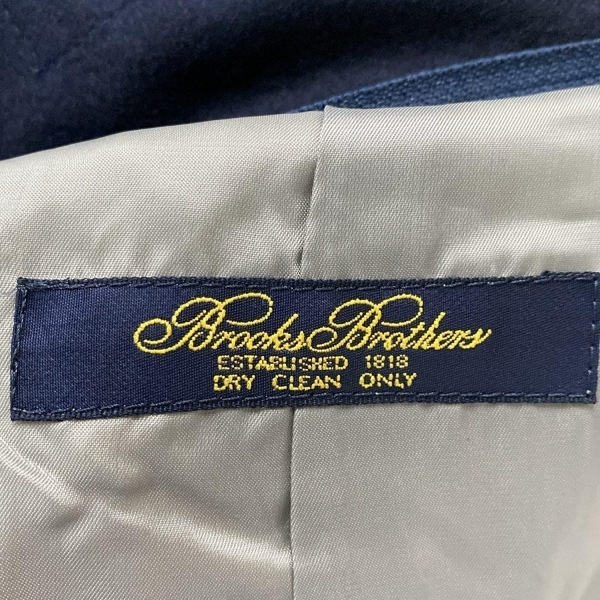 Brooks Brothers
ESTABLISHED 1818
DRY CLEAN ONLY